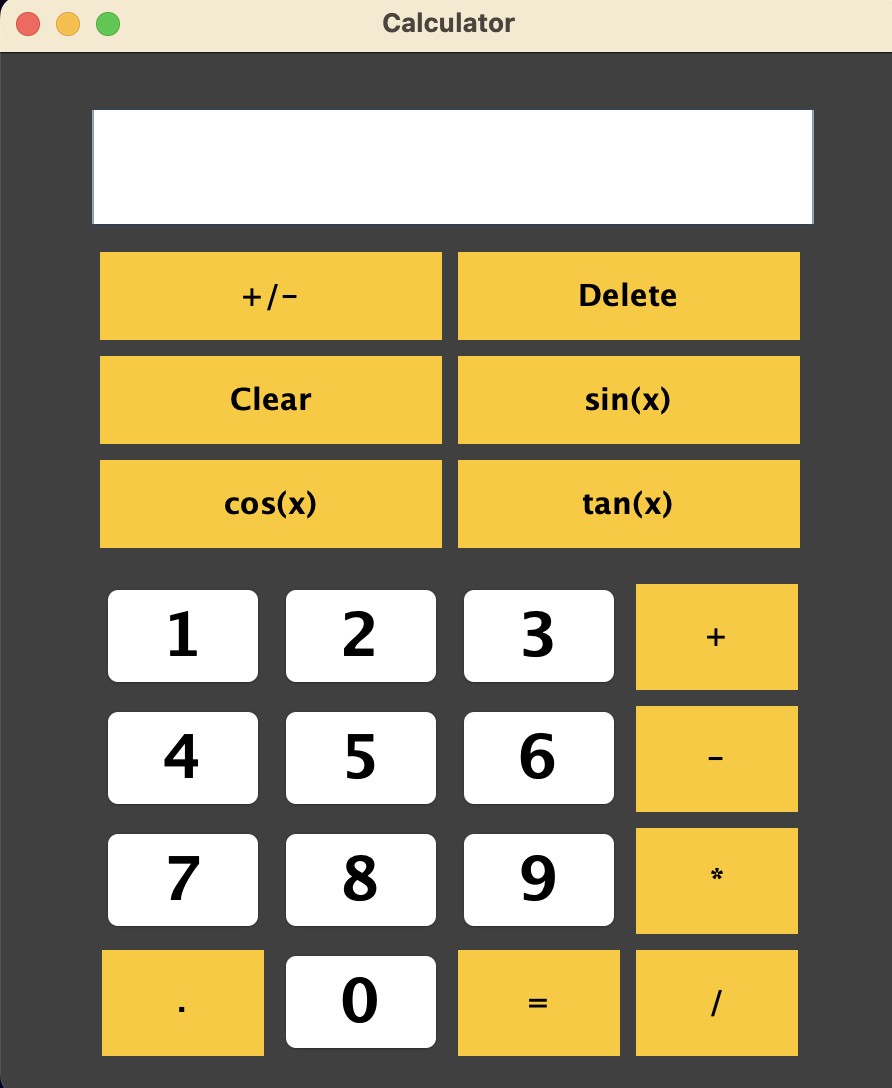 Calculator
+/-
Delete
Clear
sin(x)
cos(x)
tan(x)
1 2 3 +
4 5 6 -
7 8 9 *
. 0 = /